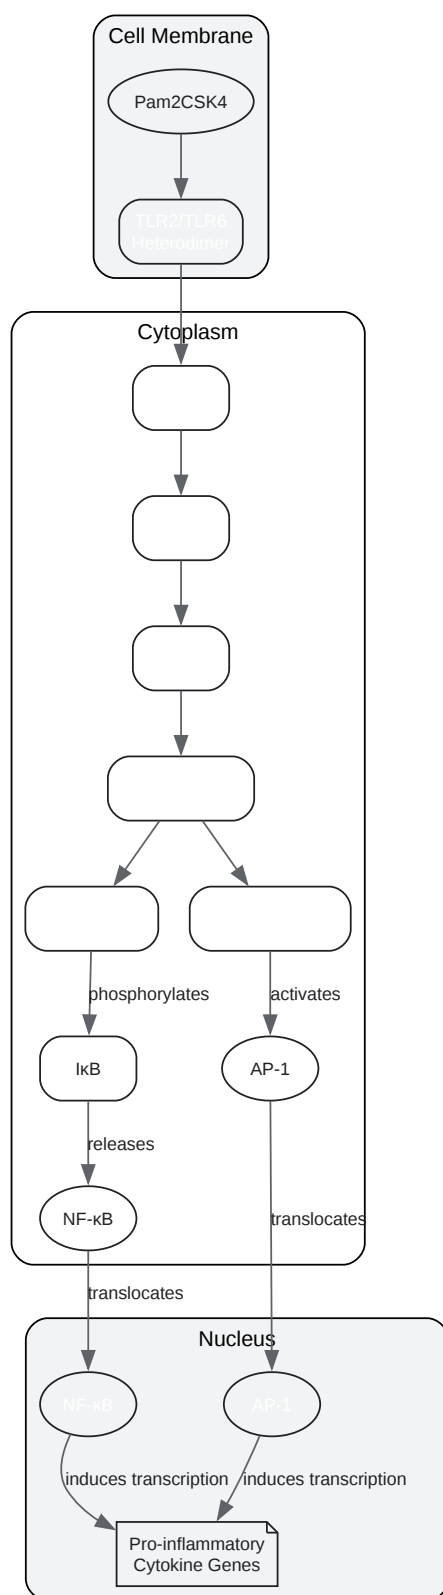 Cell Membrane
Pam2CSK4
TLR2/TLR6
Heterodimer
Cytoplasm
phosphorylates
activates
IκB
AP-1
releases
NF-κB
translocates
translocates
Nucleus
NF-κB
AP-1
induces transcription
induces transcription
Pro-inflammatory
Cytokine Genes